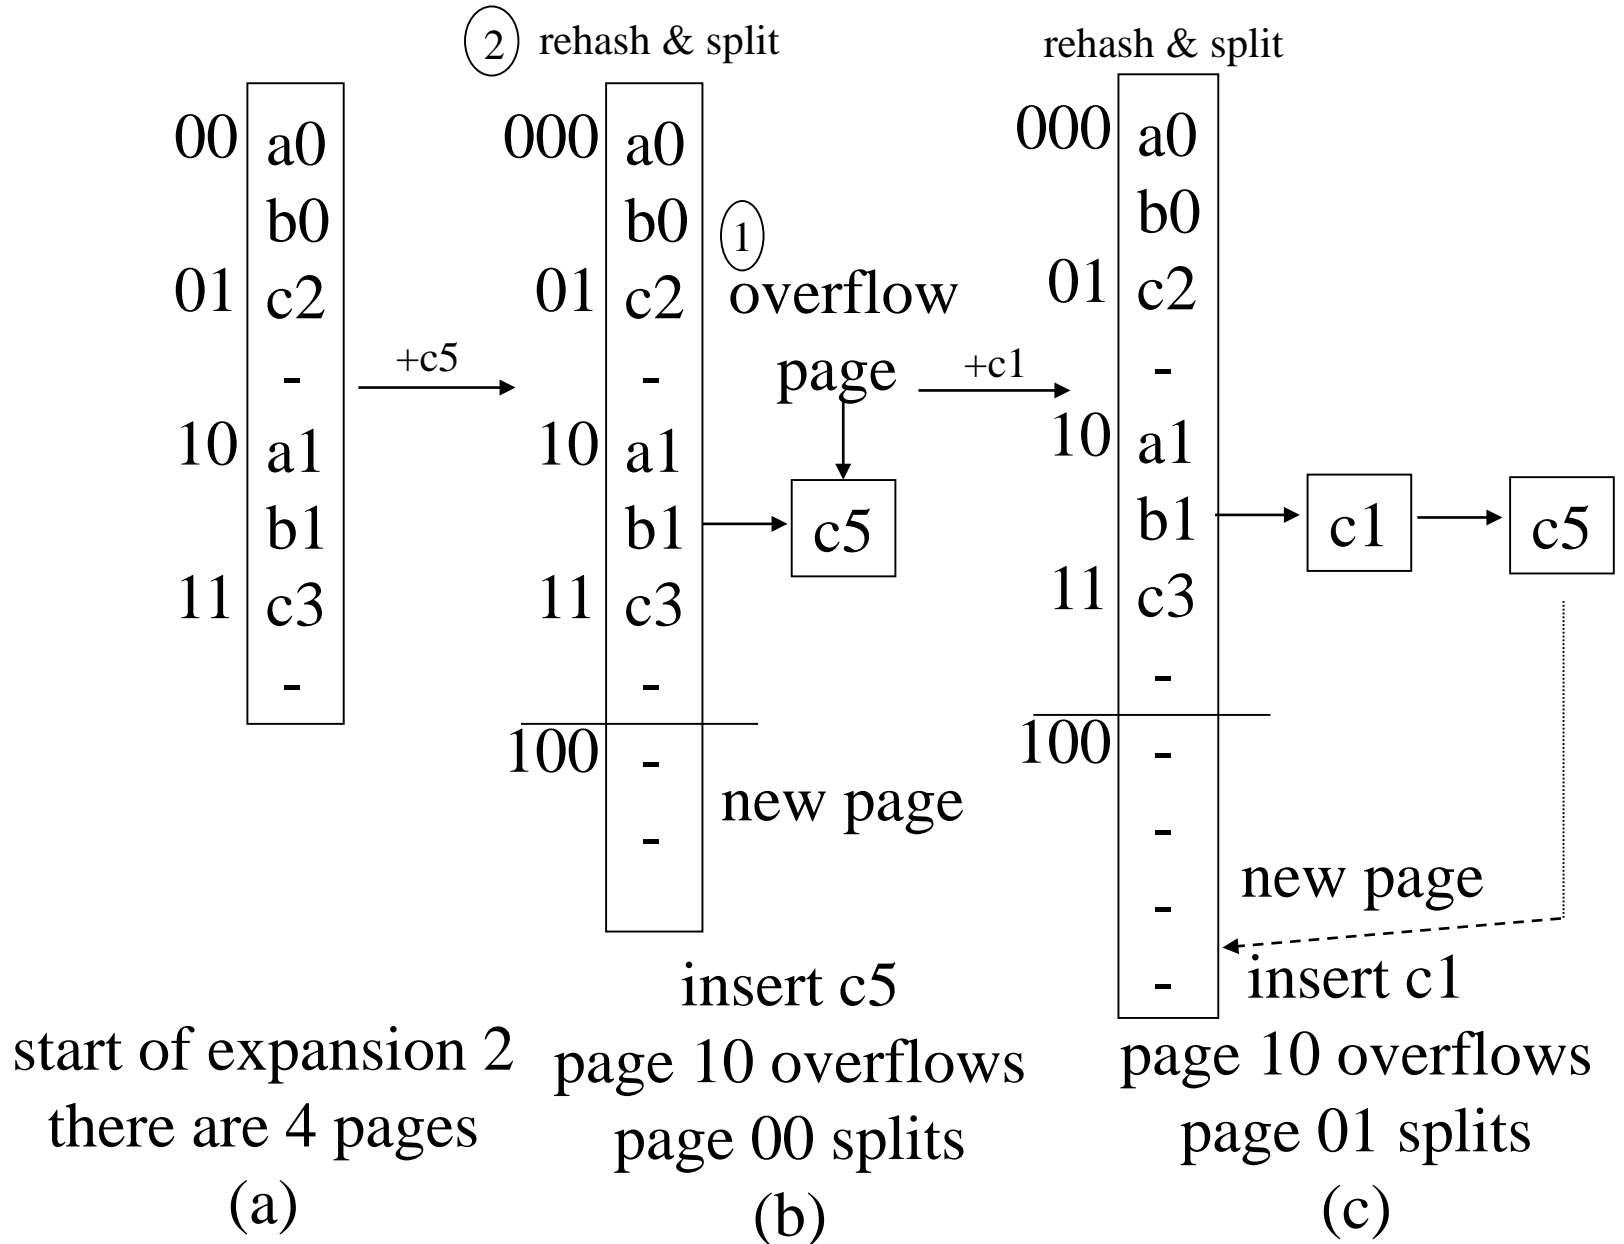 2 rehash & split
00 a0
b0
01 c2
-
10 a1
b1
11 c3
-
start of expansion 2
there are 4 pages
(a)
+c5
000 a0
b0
01 c2
-
10 a1
b1
11 c3
-
100 -
-
1
overflow
page
c5
new page
insert c5
page 10 overflows
page 00 splits
(b)
+c1
rehash & split
000 a0
b0
01 c2
-
10 a1
b1
11 c3
-
100 -
-
-
-
c1
c5
new page
insert c1
page 10 overflows
page 01 splits
(c)